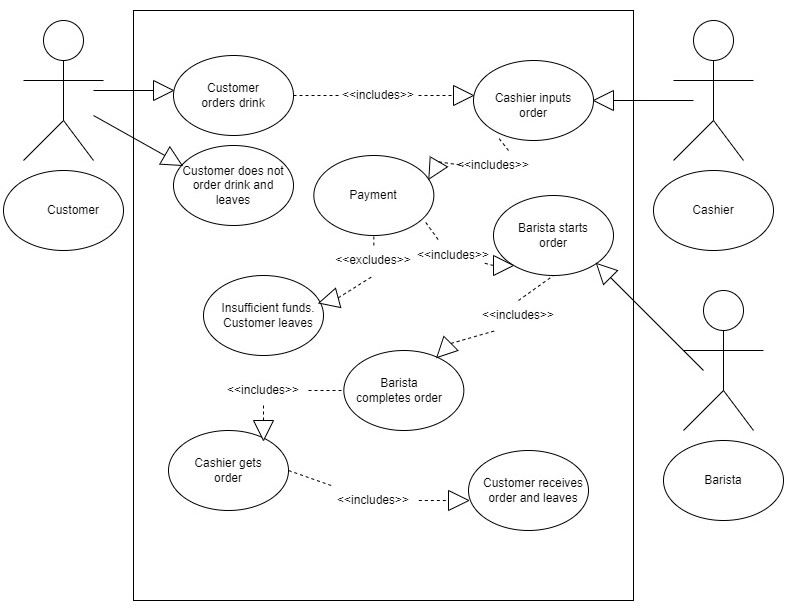 Customer
orders drink
<<includes>>
Cashier inputs
order
Customer does not
order drink and
leaves
<<includes>>
Payment
Customer
Cashier
Barista starts
order
<<excludes>>
<<includes>>
Insufficient funds.
Customer leaves
<<includes>>
<<includes>>
Barista
completes order
Cashier gets
order
<<includes>>
Customer receives
order and leaves
Barista